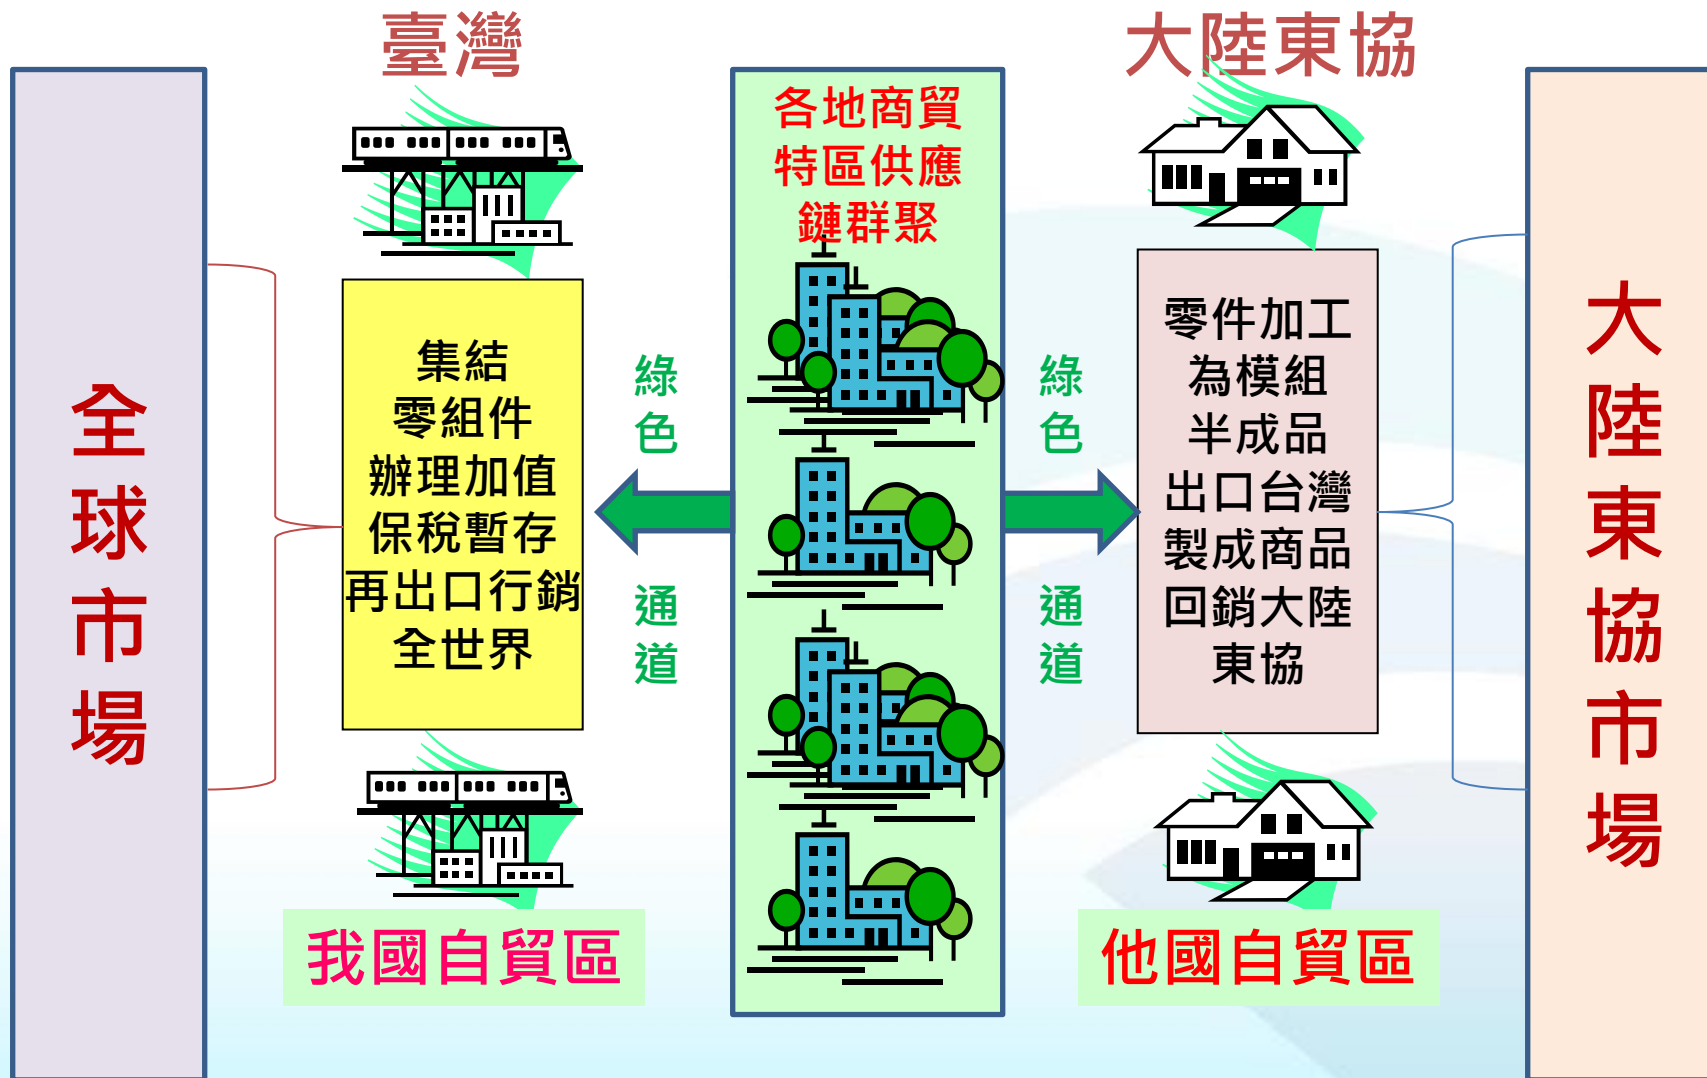 臺灣
大陸東協
全球市場
集結
零組件
辦理加值
保稅暫存
再出口行銷
全世界
綠色
通道
各地商貿
特區供應
鏈群聚
綠色
通道
零件加工
為模組
半成品
出口台灣
製成商品
回銷大陸
東協
大陸東協市場
我國自貿區
他國自貿區